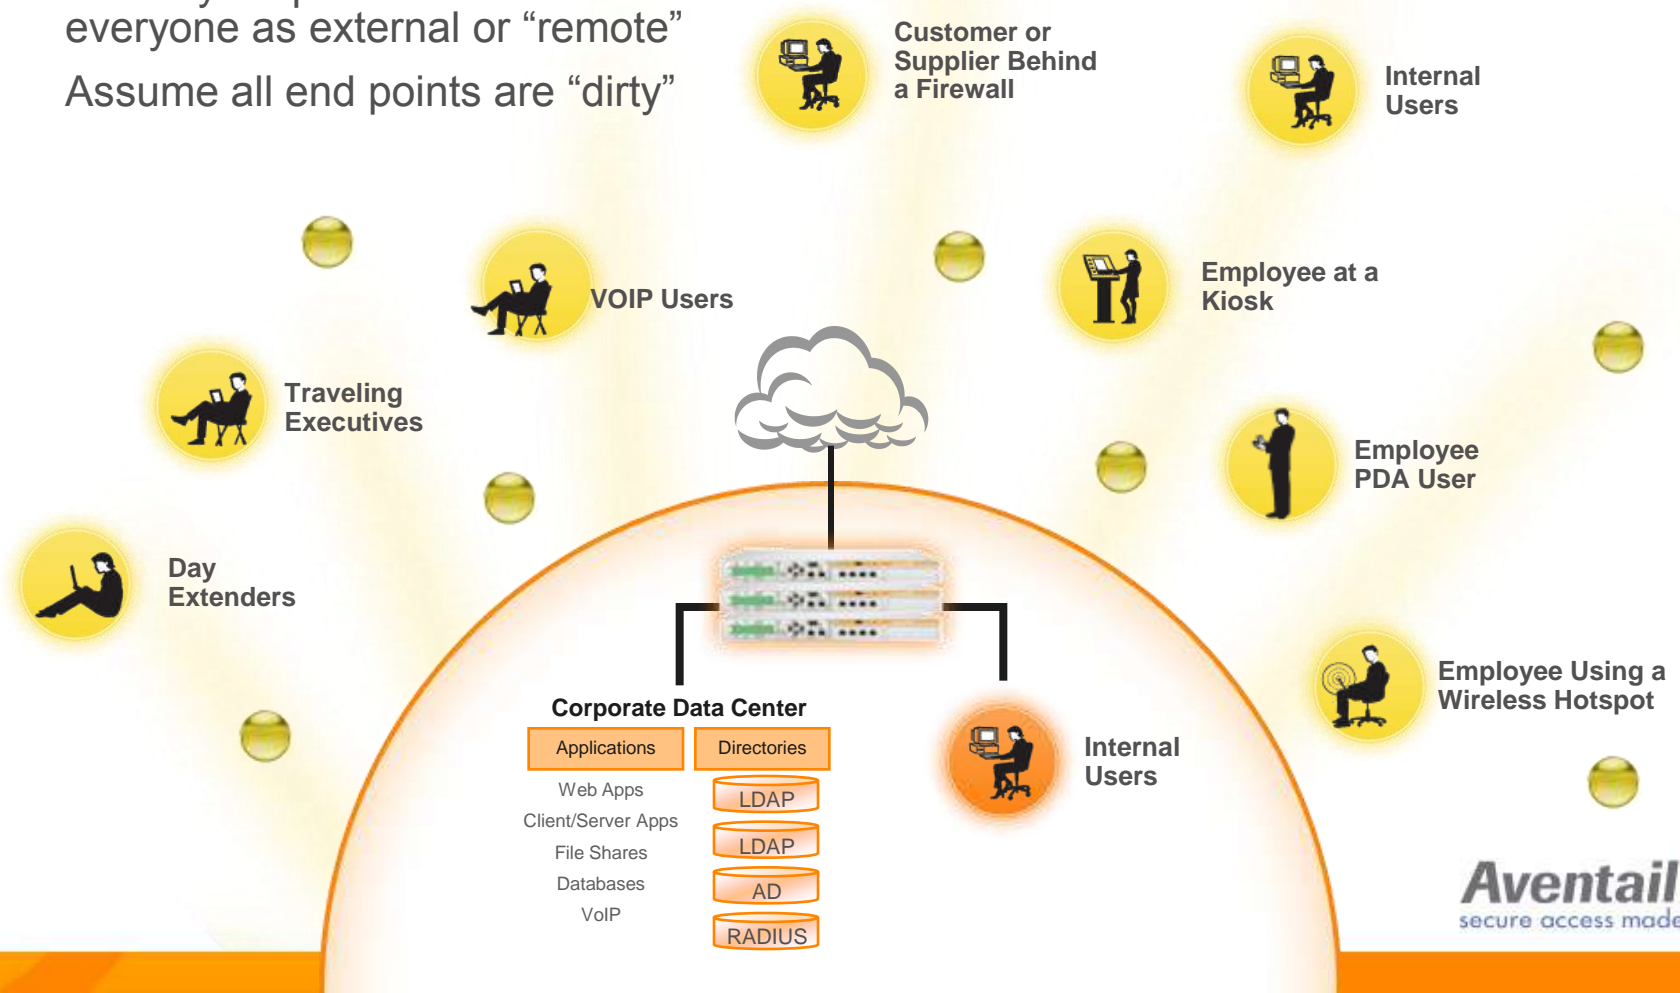 everyone as external or “remote”
Assume all end points are “dirty”
Customer or
Supplier Behind
a Firewall
Internal
Users
VOIP Users
Employee at a
Kiosk
Traveling
Executives
Employee
PDA User
Day
Extenders
Employee Using a
Wireless Hotspot
Corporate Data Center
Applications
Directories
Web Apps
Client/Server Apps
File Shares
Databases
VoIP
LDAP
LDAP
AD
RADIUS
Internal
Users
Aventail
secure access made